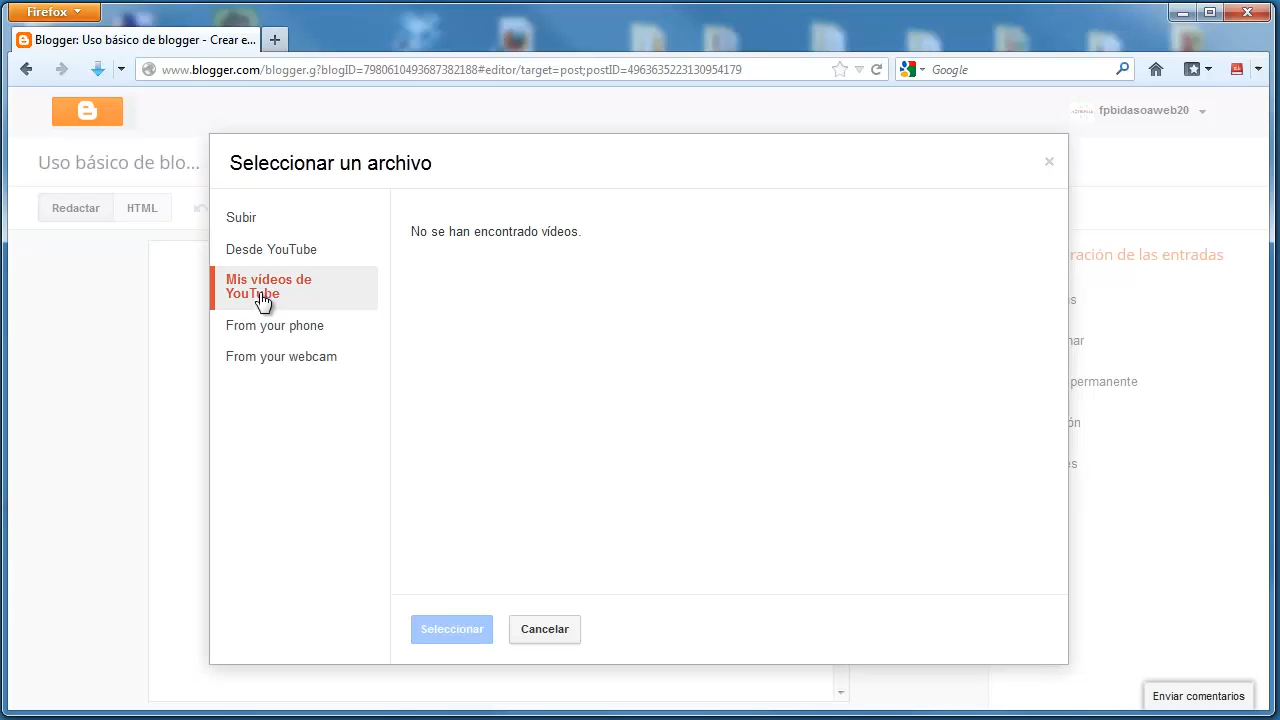 Firefox
Blogger: Uso básico de blogger - Crear e...
www.blogger.com/blogger.g?blogID=7980610493687382188#editor/target=post;postID=4963635223130954179
Google
fpbidasoaweb20
Uso básico de blo...
Seleccionar un archivo
Redactar
HTML
Subir
Desde YouTube
Mis vídeos de
YouTube
From your phone
From your webcam
No se han encontrado vídeos.
ración de las entradas
s
nar
permanente
ón
es
Seleccionar
Cancelar
Enviar comentarios